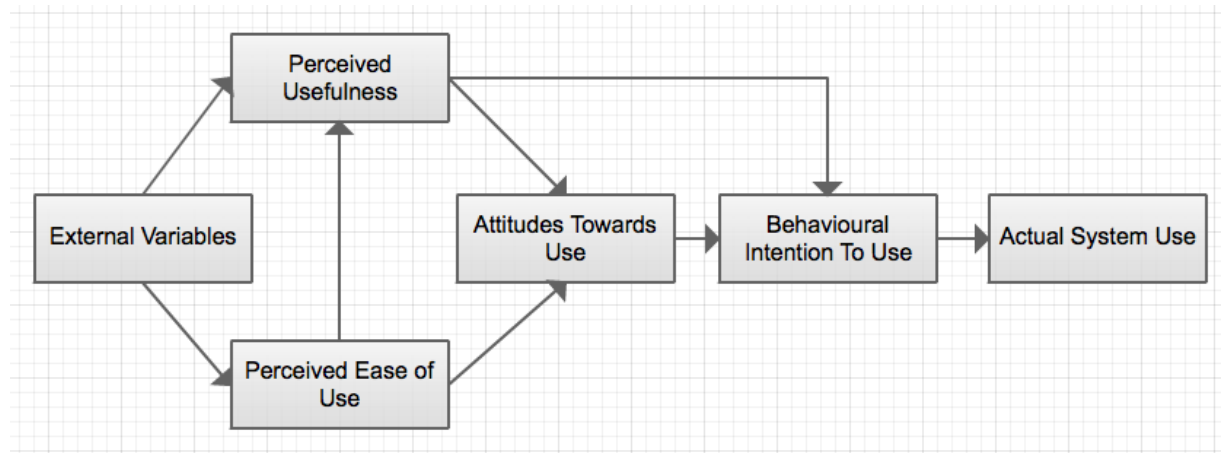 Perceived
Usefulness
External Variables
Attitudes Towards
Use
Behavioural
Intention To Use
Actual System Use
Perceived Ease of
Use